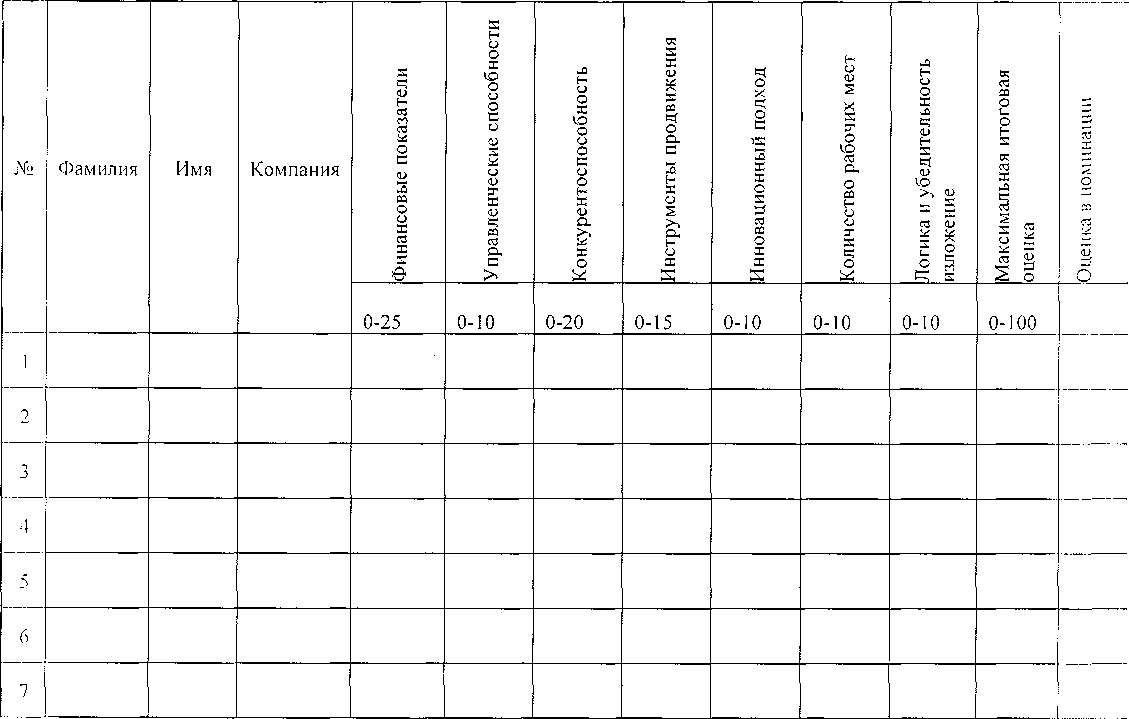 №
Фамилия
Имя
Компания
Финансовые показатели
Управленческие способности
Конкурентоспособность
Инструменты продвижения
Инновационный подход
Количество рабочих мест
Логика и убедительность
изложение
Максимальная итоговая
оценка
Оценка в номинации
0-25
0-10
0-20
0-15
0-10
0-10
0-10
0-100
1
2
3
4
5
6
7